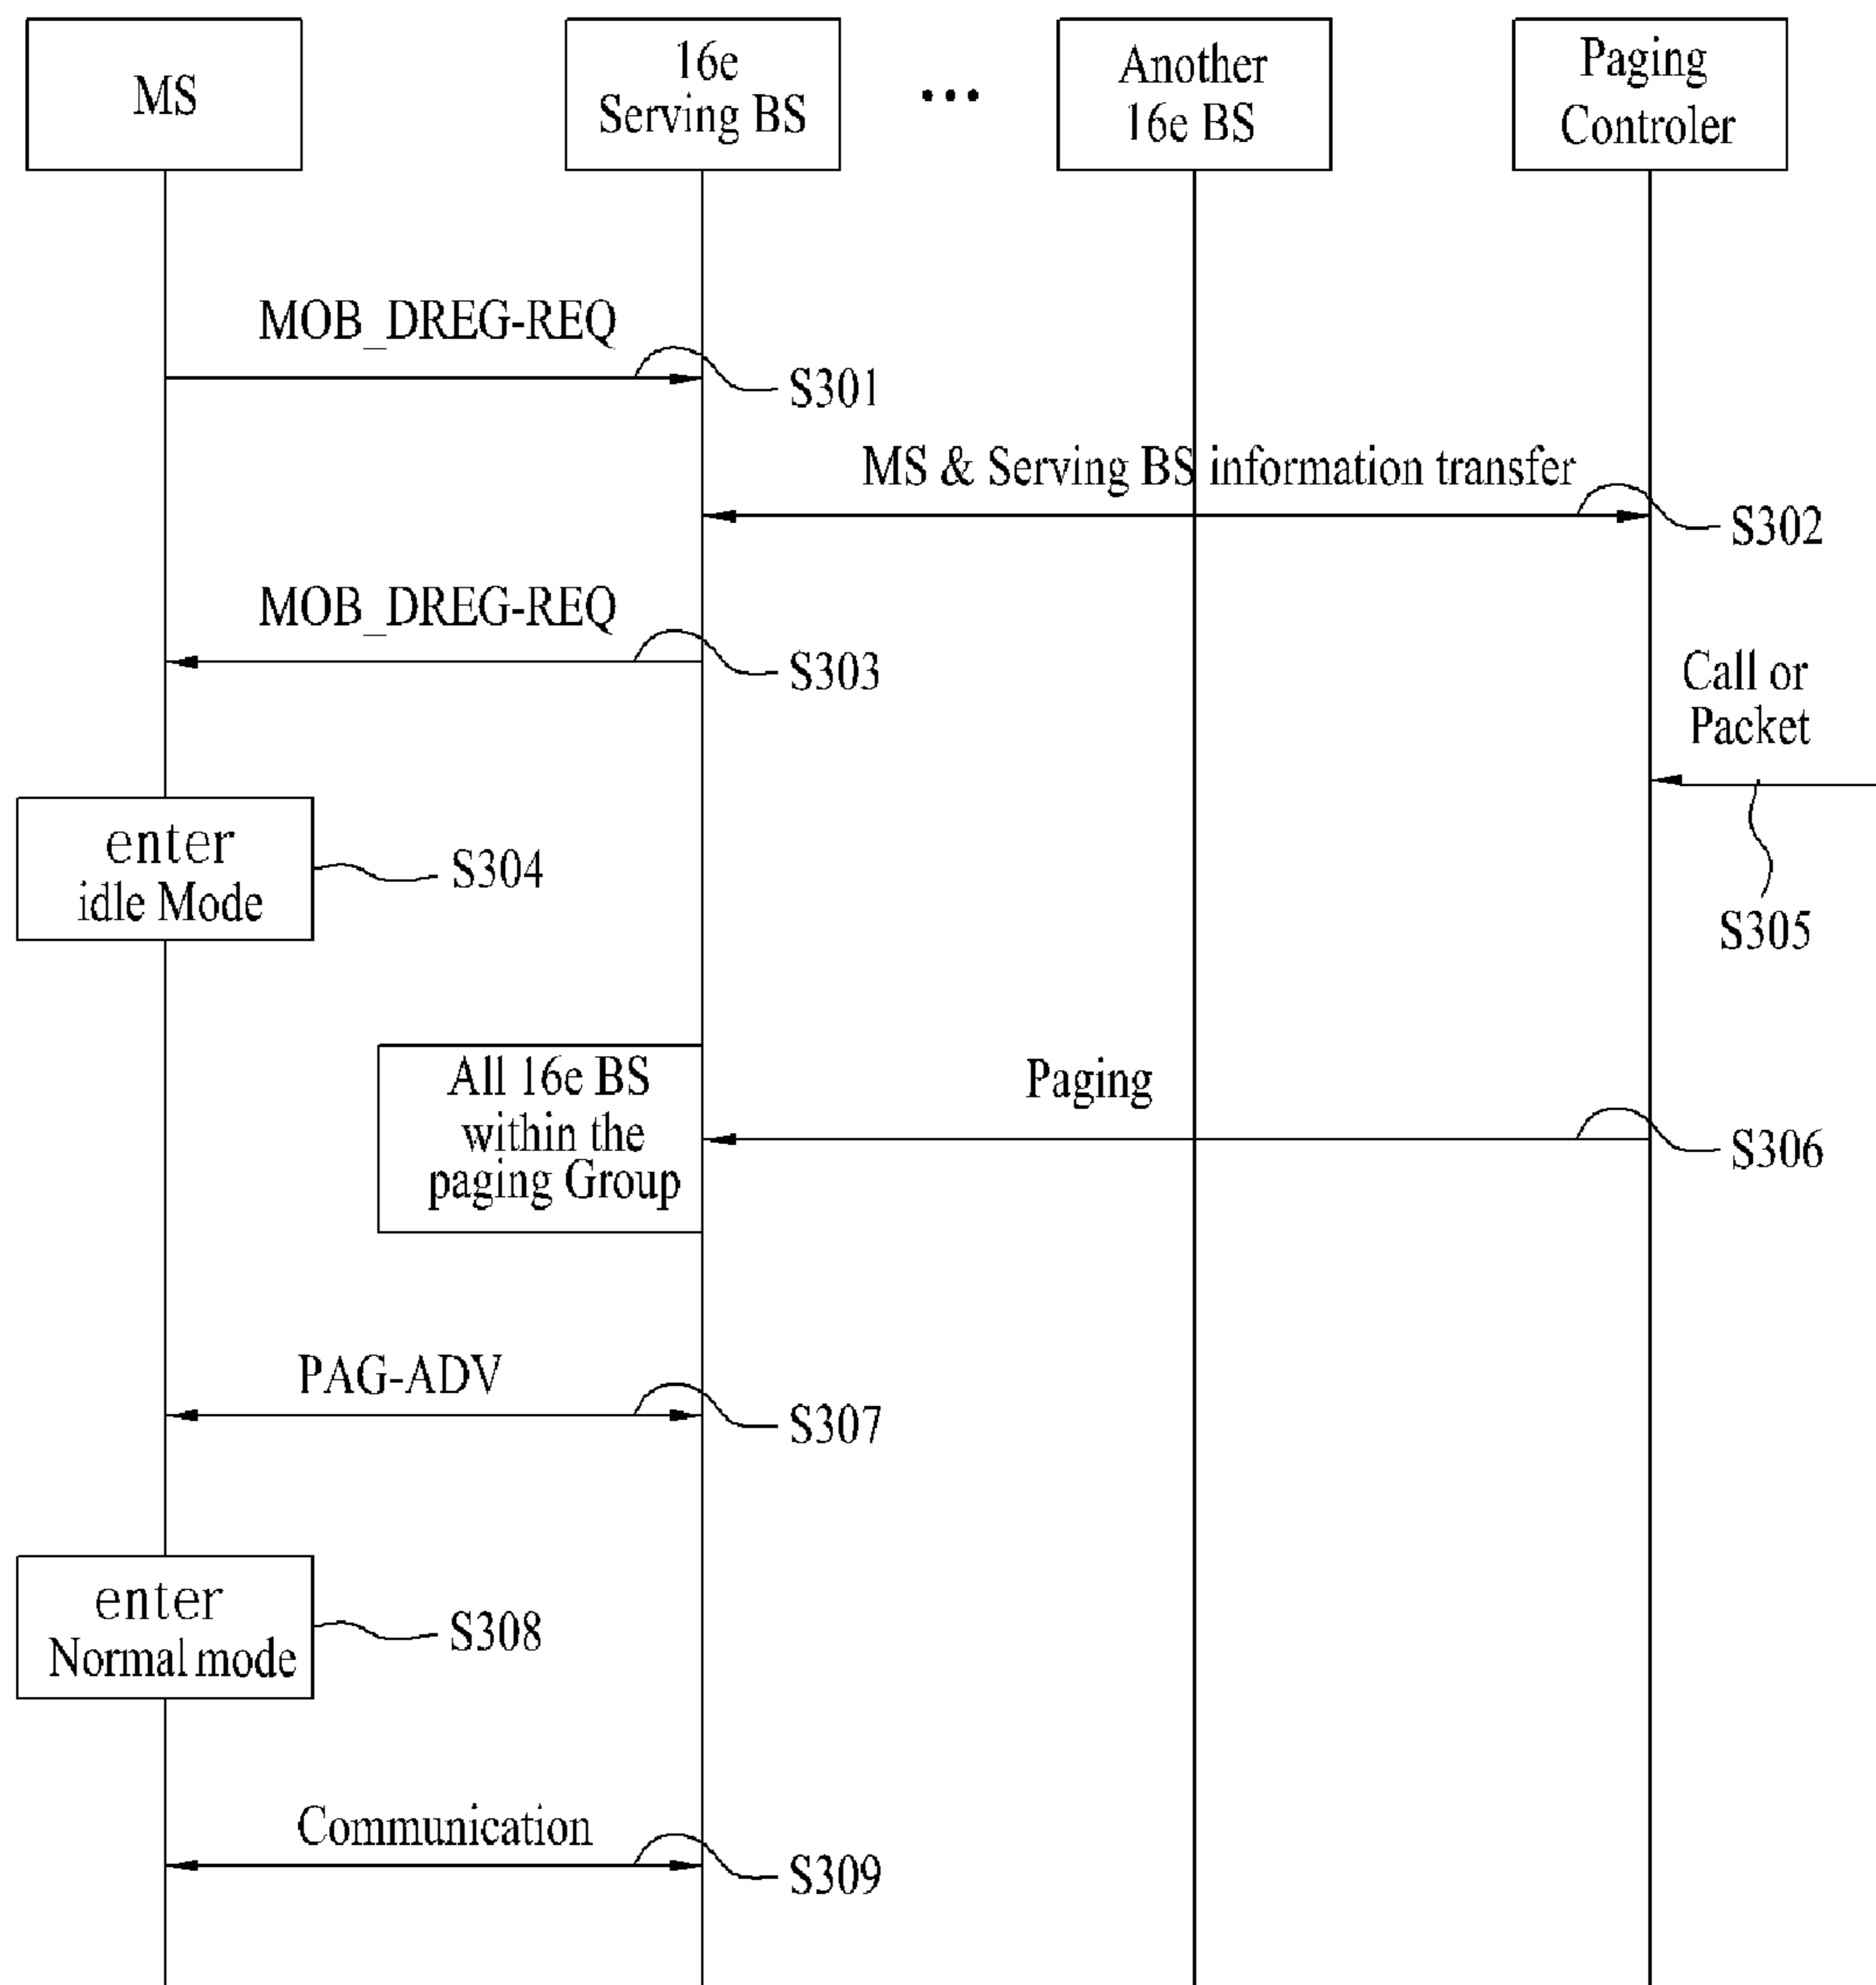 MS
16e
Serving BS
...
Another
16e BS
Paging
Controler
MOB_DREG-REQ
S301
MS & Serving BS information transfer
S302
MOB_DREG-REQ
S303
Call or
Packet
S305
enter
idle Mode
S304
All 16e BS
within the
paging Group
Paging
S306
PAG-ADV
S307
enter
Normal mode
S308
Communication
S309